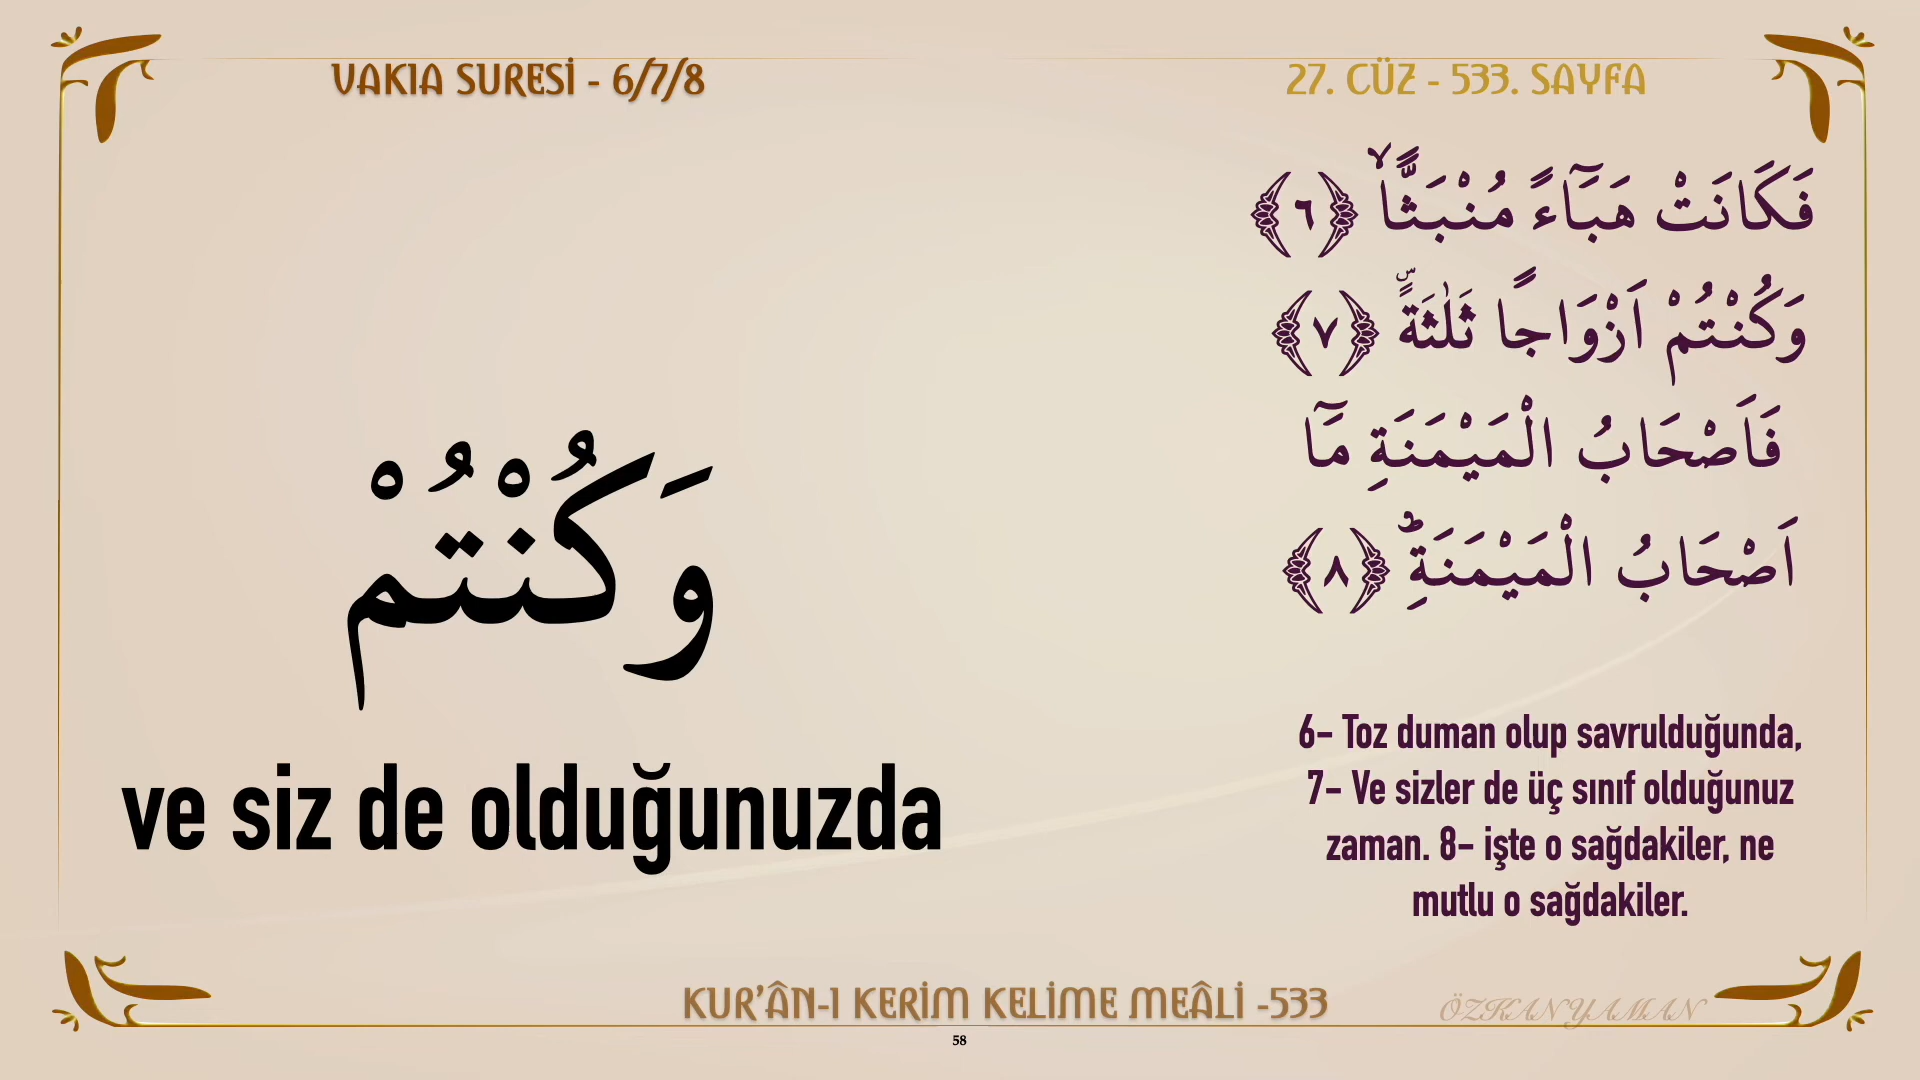 VAKIA SURESİ - 6/7/8
27. CÜZ - 533. SAYFA
فَكَانَتْ هَبَٓاءً مُنْبَثًّاۙ ﴿٦﴾
وَكُنْتُمْ اَزْوَاجًا ثَلٰثَةًۜ ﴿٧﴾
فَاَصْحَابُ الْمَيْمَنَةِ مَٓا
اَصْحَابُ الْمَيْمَنَةِۜ ﴿٨﴾
وَكُنْتُمْ
ve siz de olduğunuzda
6- Toz duman olup savrulduğunda,
7- Ve sizler de üç sınıf olduğunuz
zaman. 8- işte o sağdakiler, ne
mutlu o sağdakiler.
KUR'ÂN-I KERİM KELİME MEÂLİ -533
ÖZKAN YAMAN
58